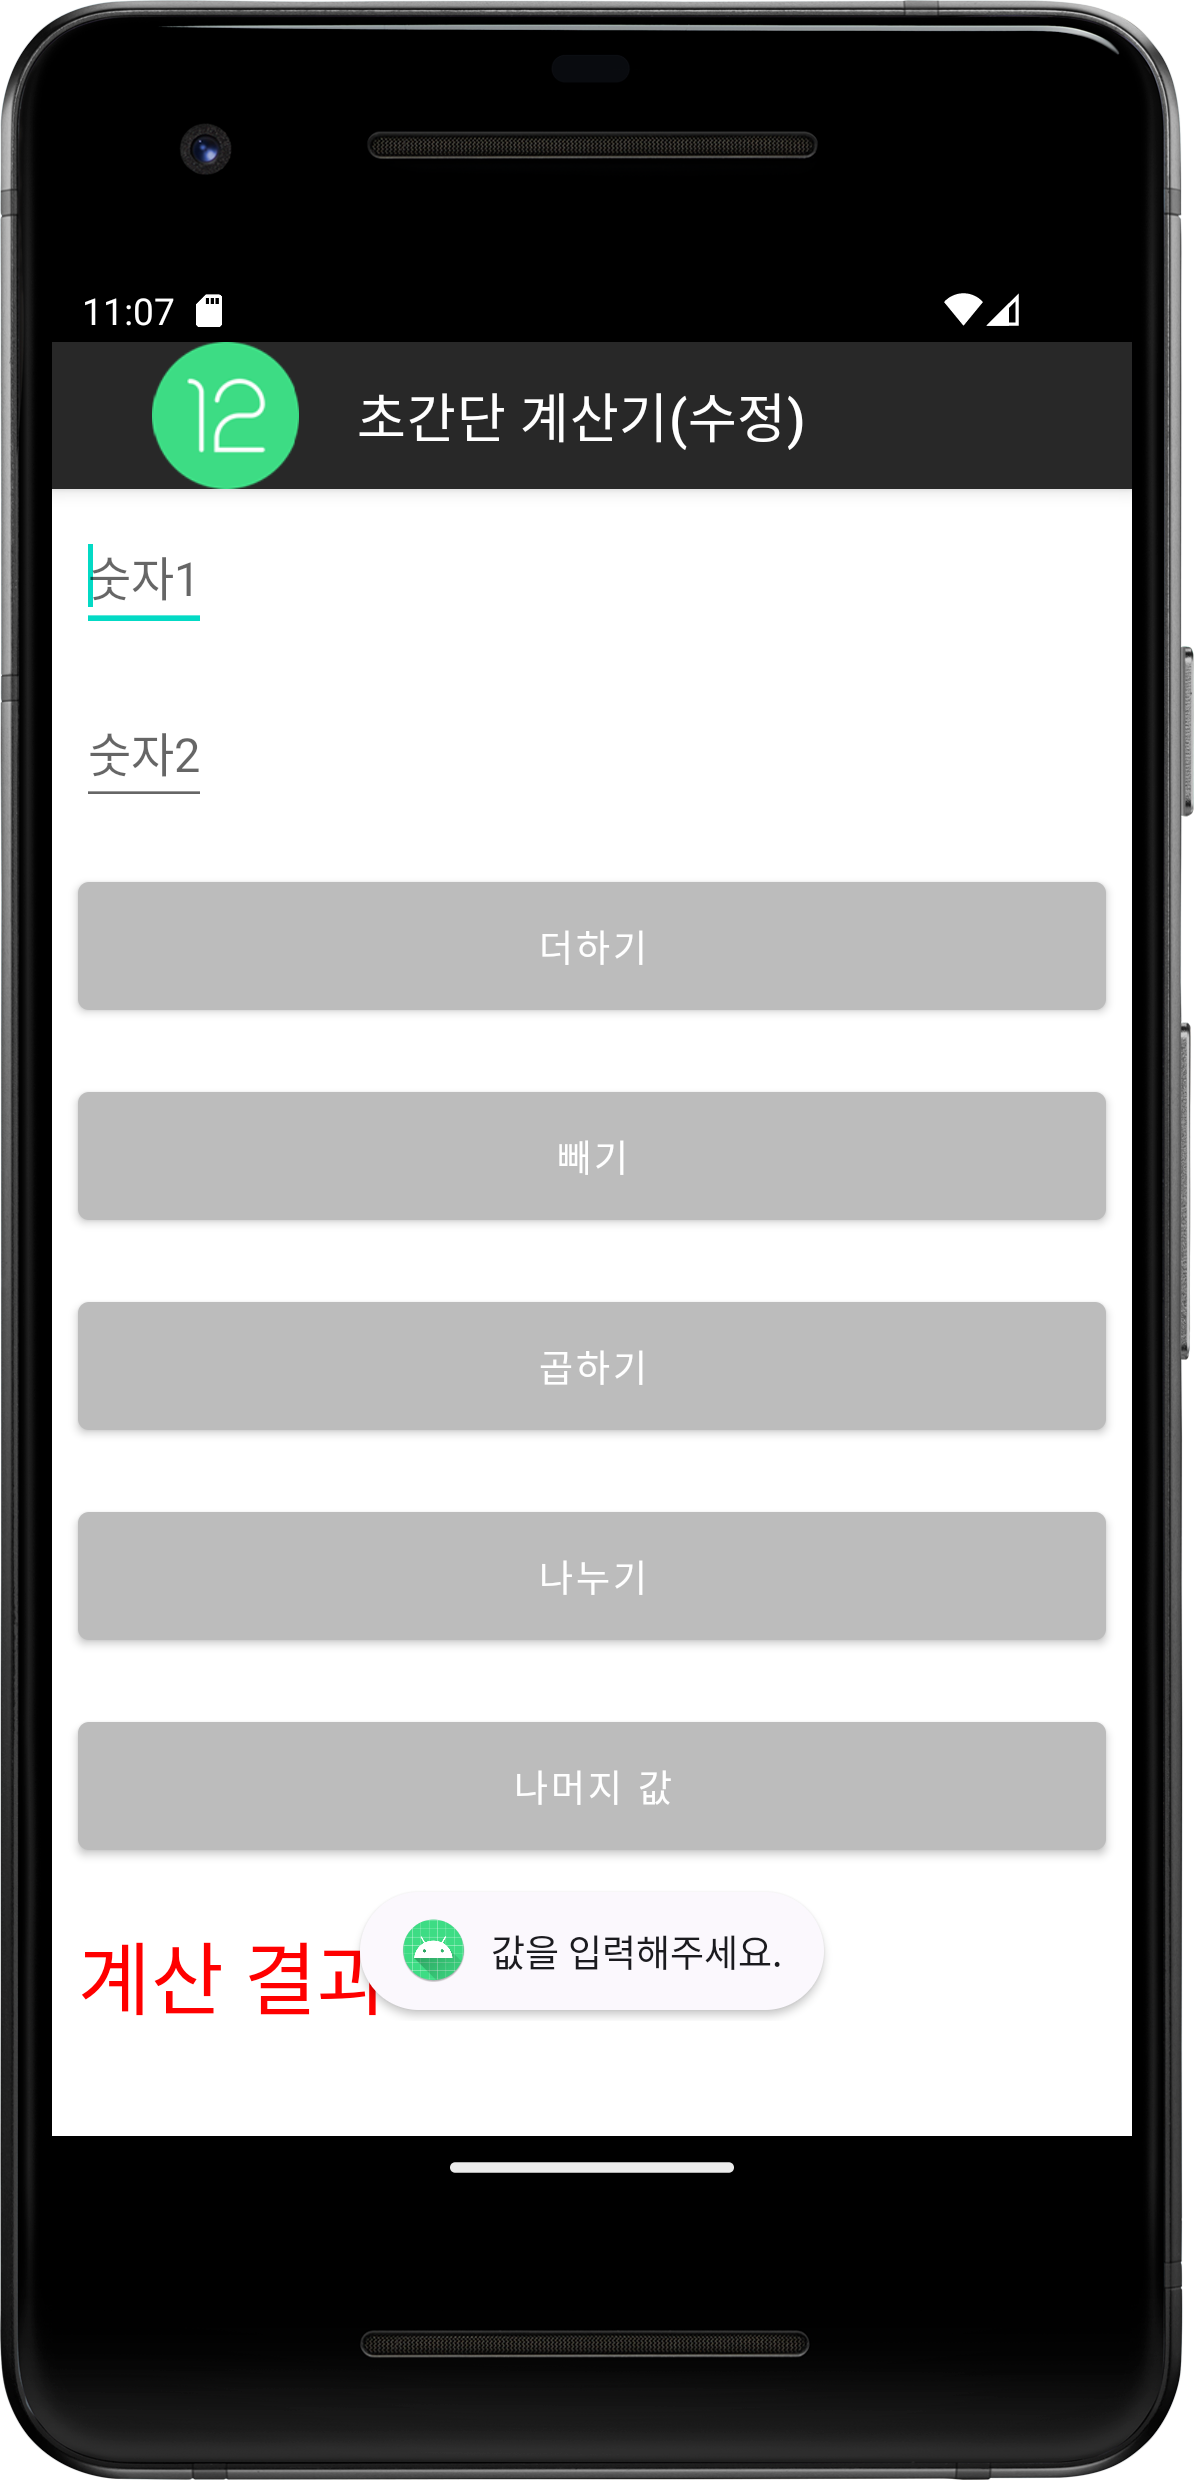 11:07
12 초간단 계산기(수정)
숫자1
숫자2
더하기
빼기
곱하기
나누기
나머지 값
계산 결과
값을 입력해주세요.